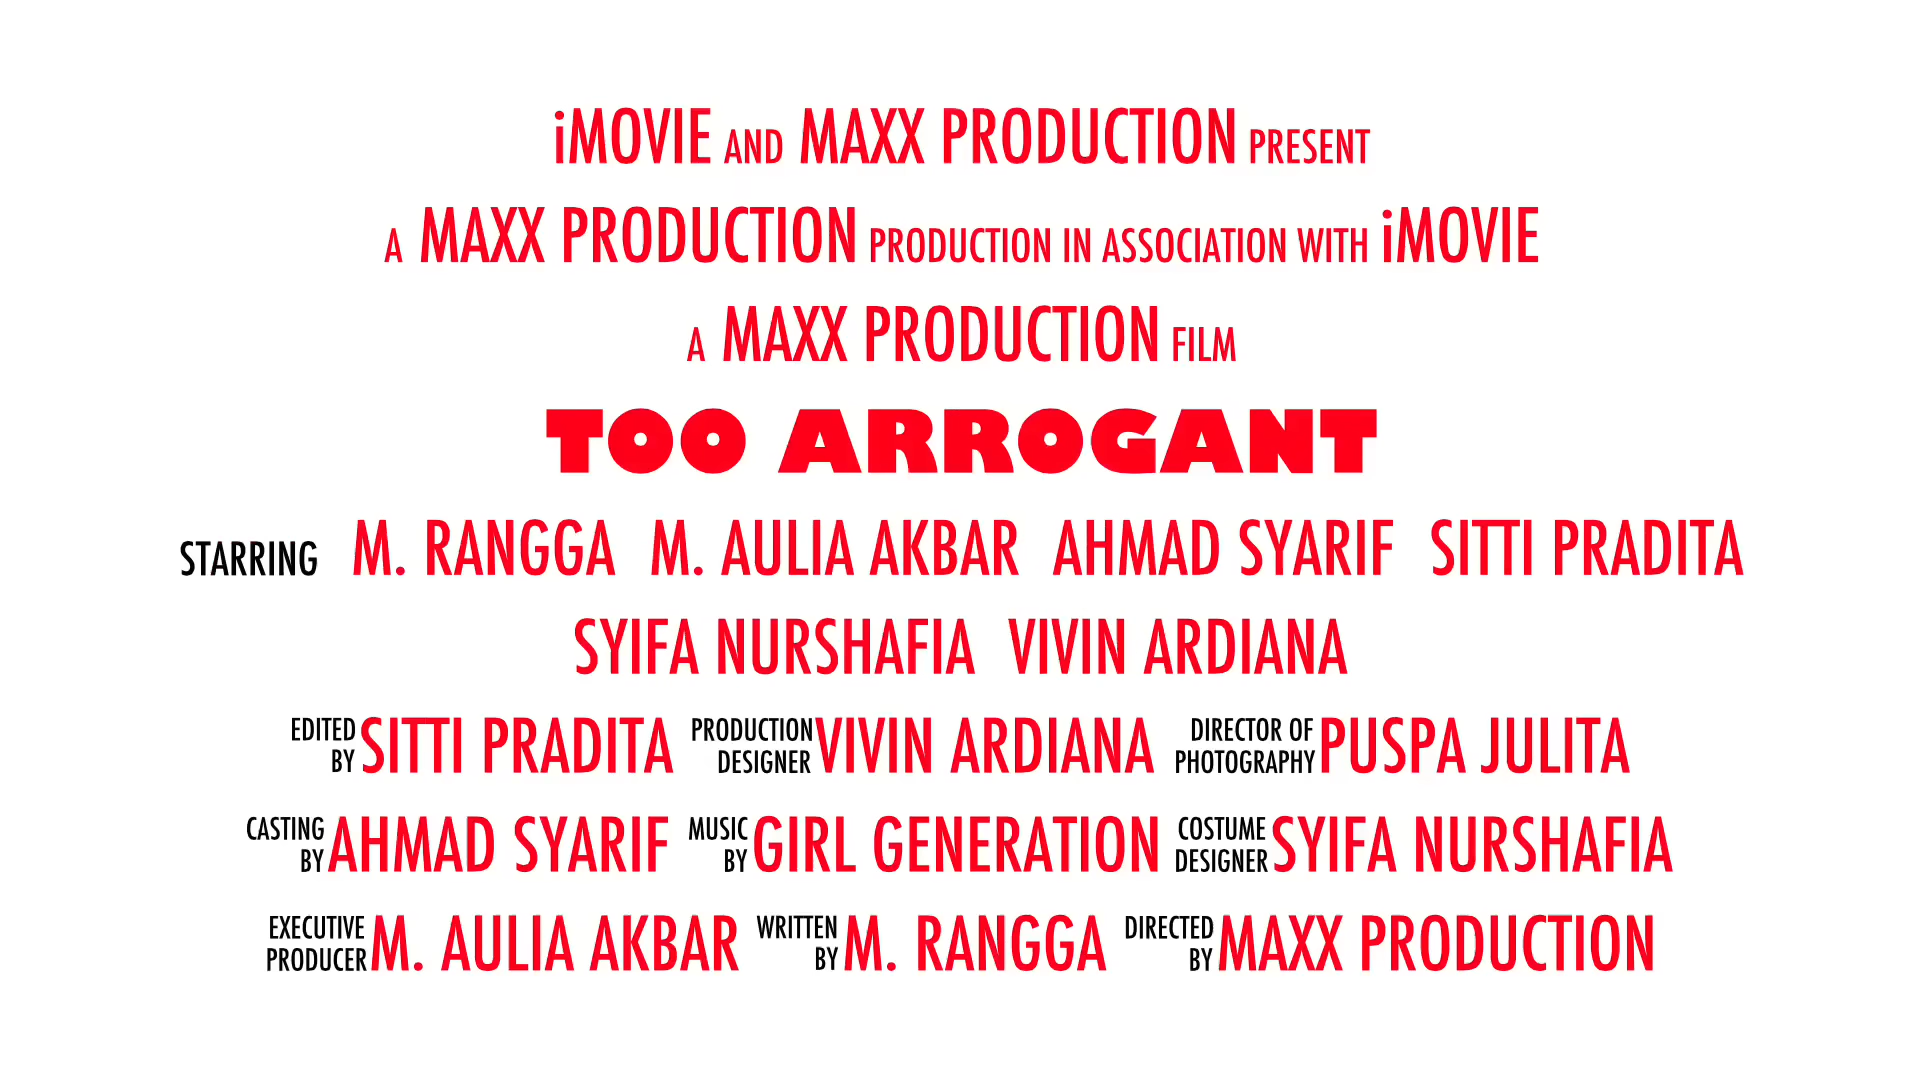 iMOVIE AND MAXX PRODUCTION PRESENT
A MAXX PRODUCTION PRODUCTION IN ASSOCIATION WITH iMOVIE
A MAXX PRODUCTION FILM
TOO ARROGANT
STARRING M. RANGGA M. AULIA AKBAR AHMAD SYARIF SITTI PRADITA
SYIFA NURSHAFIA VIVIN ARDIANA
EDITED BY SITTI PRADITA PRODUCTION DESIGNER VIVIN ARDIANA DIRECTOR OF PHOTOGRAPHY PUSPA JULITA
CASTING BY AHMAD SYARIF MUSIC BY GIRL GENERATION COSTUME DESIGNER SYIFA NURSHAFIA
EXECUTIVE PRODUCER M. AULIA AKBAR WRITTEN BY M. RANGGA DIRECTED BY MAXX PRODUCTION